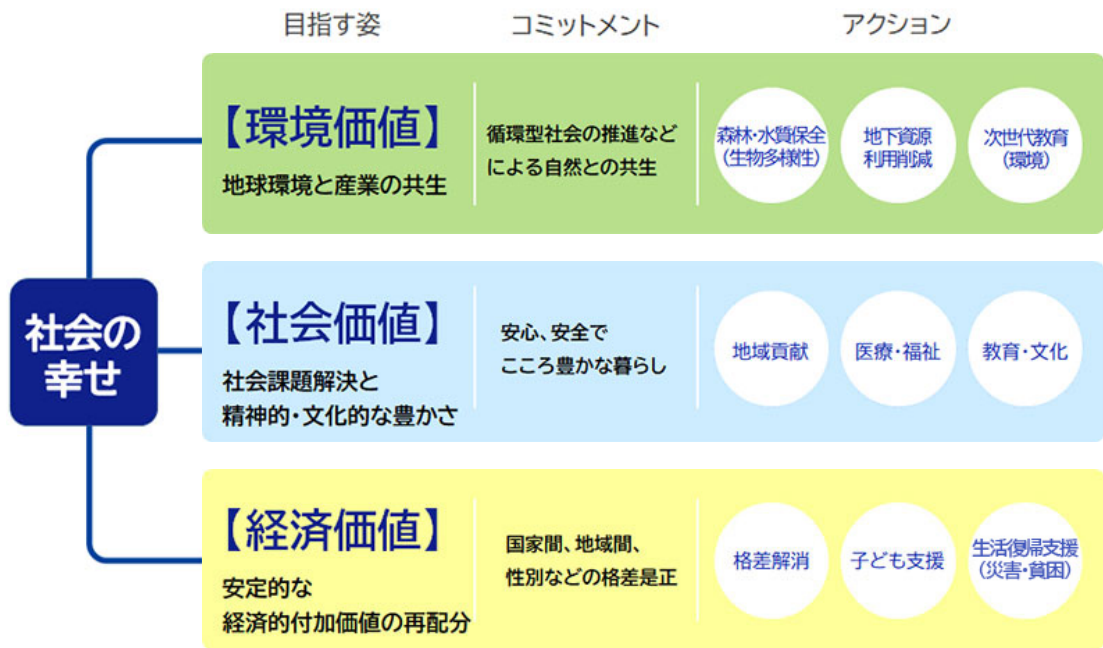 目指す姿
コミットメント
アクション
社会の
幸せ
【環境価値】
地球環境と産業の共生
循環型社会の推進など
による自然との共生
森林・水質保全
(生物多様性)
地下資源
利用削減
次世代教育
(環境)
【社会価値】
社会課題解決と
精神的・文化的な豊かさ
安心、安全で
こころ豊かな暮らし
地域貢献
医療・福祉
教育・文化
【経済価値】
安定的な
経済的付加価値の再配分
国家間、地域間、
性別などの格差是正
格差解消
子ども支援
生活復帰支援
(災害・貧困)